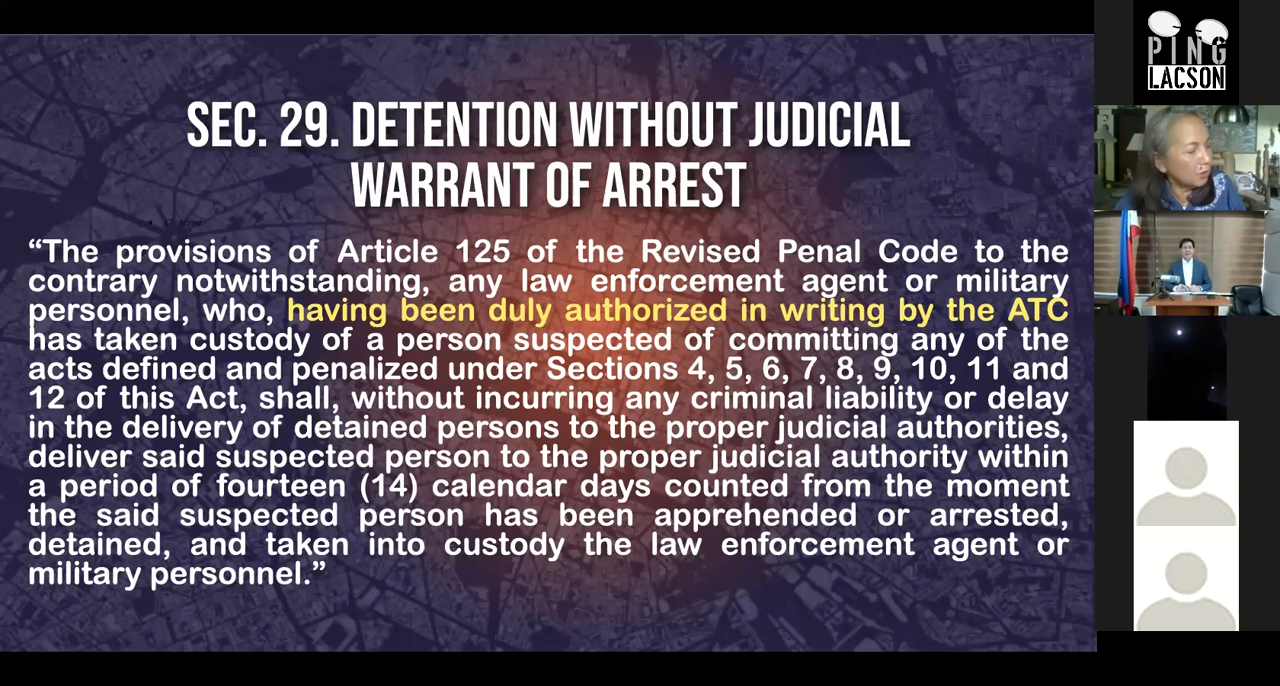 SEC. 29. DETENTION WITHOUT JUDICIAL
WARRANT OF ARREST
“The provisions of Article 125 of the Revised Penal Code to the
contrary notwithstanding, any law enforcement agent or military
personnel, who, having been duly authorized in writing by the ATC
has taken custody of a person suspected of committing any of the
acts defined and penalized under Sections 4, 5, 6, 7, 8, 9, 10, 11 and
12 of this Act, shall, without incurring any criminal liability or delay
in the delivery of detained persons to the proper judicial authorities,
deliver said suspected person to the proper judicial authority within
a period of fourteen (14) calendar days counted from the moment
the said suspected person has been apprehended or arrested,
detained, and taken into custody the law enforcement agent or
military personnel.”
PING
LACSON